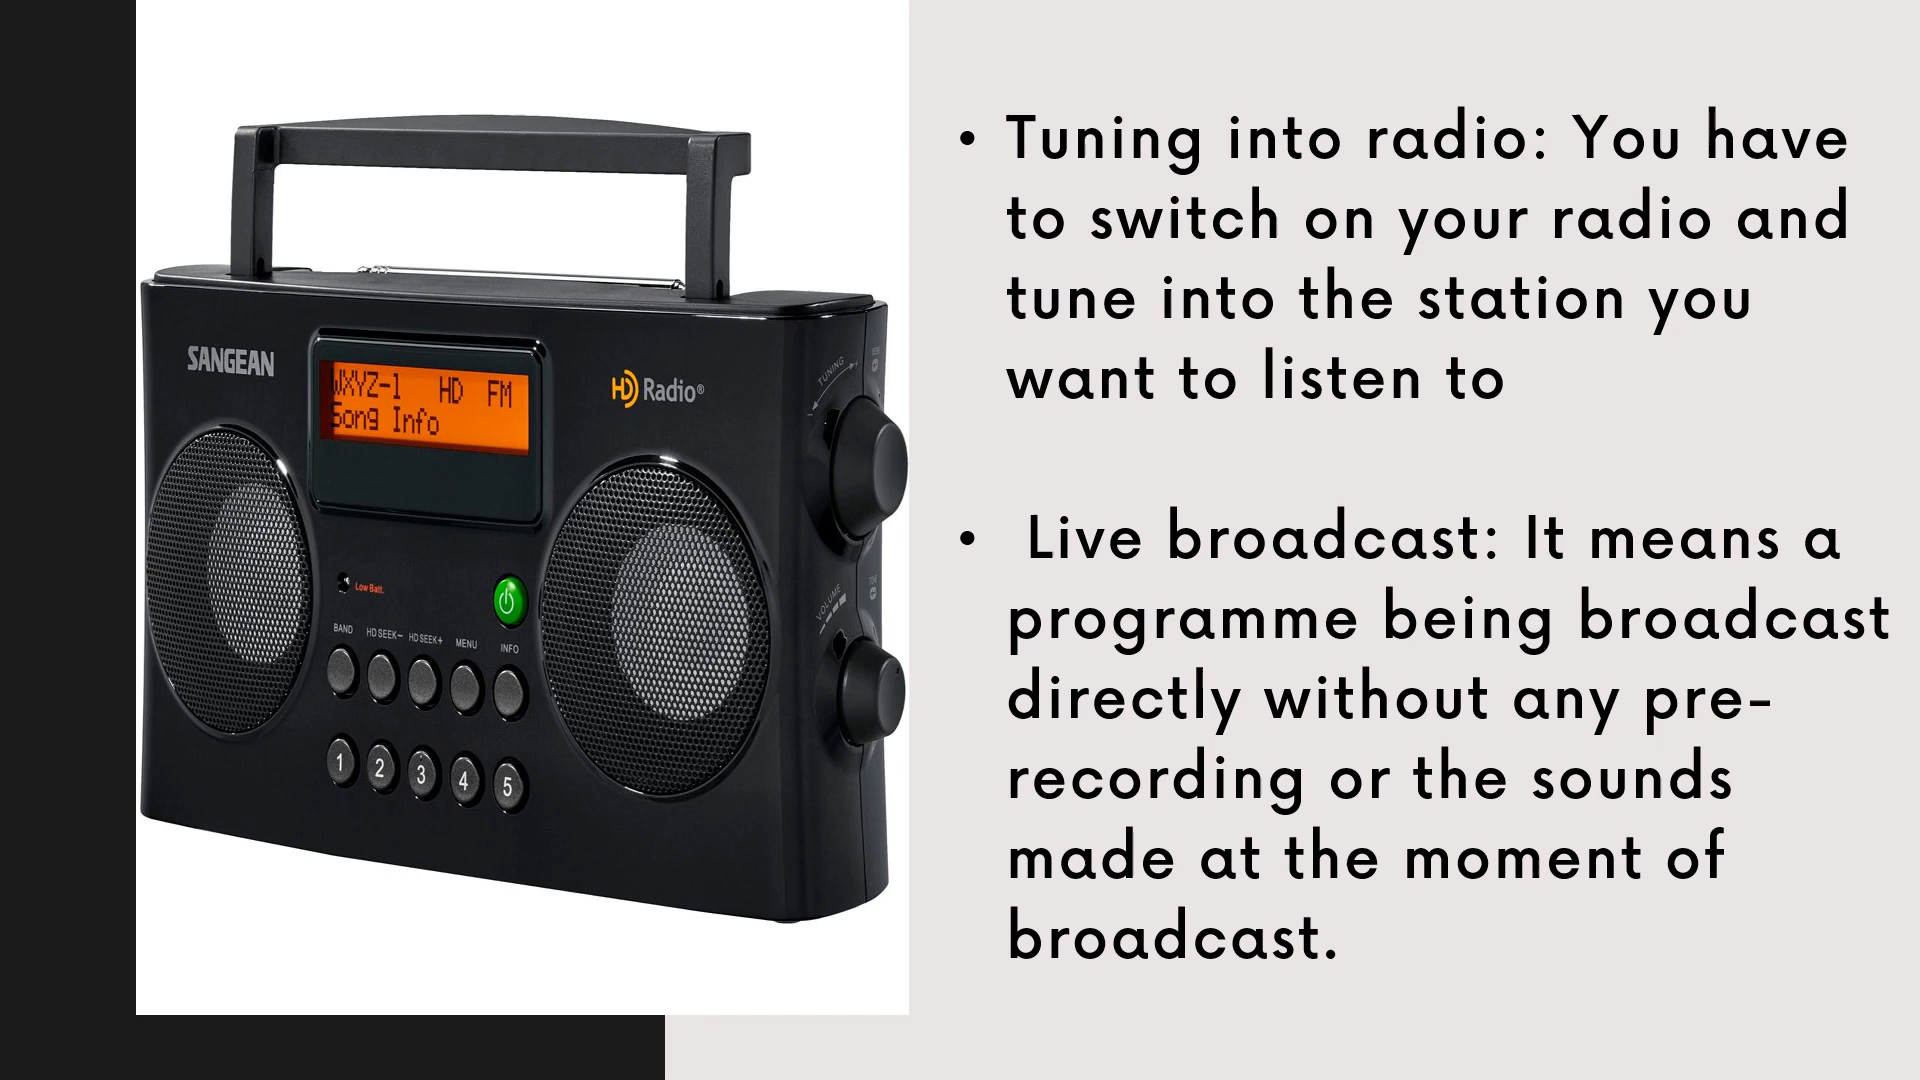 SANGEAN
WXYZ-1 HD FM
Song Info
HD Radio®
TUNING
Low Batt.
BAND HD SEEK− HD SEEK+ MENU INFO
VOLUME
1 2 3 4 5
• Tuning into radio: You have
to switch on your radio and
tune into the station you
want to listen to
• Live broadcast: It means a
programme being broadcast
directly without any pre-
recording or the sounds
made at the moment of
broadcast.